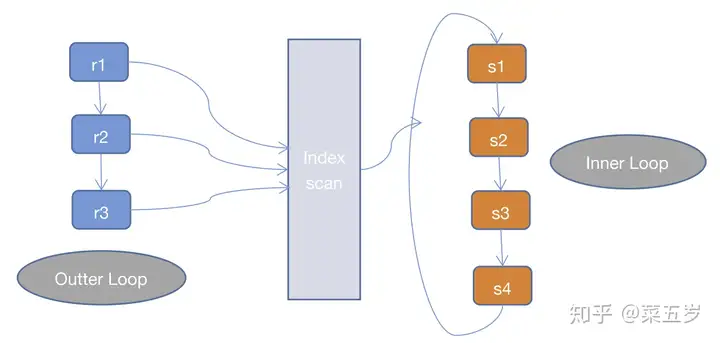 r1
r2
r3
Outter Loop
Index
scan
s1
s2
s3
s4
Inner Loop
知乎 @菜五岁